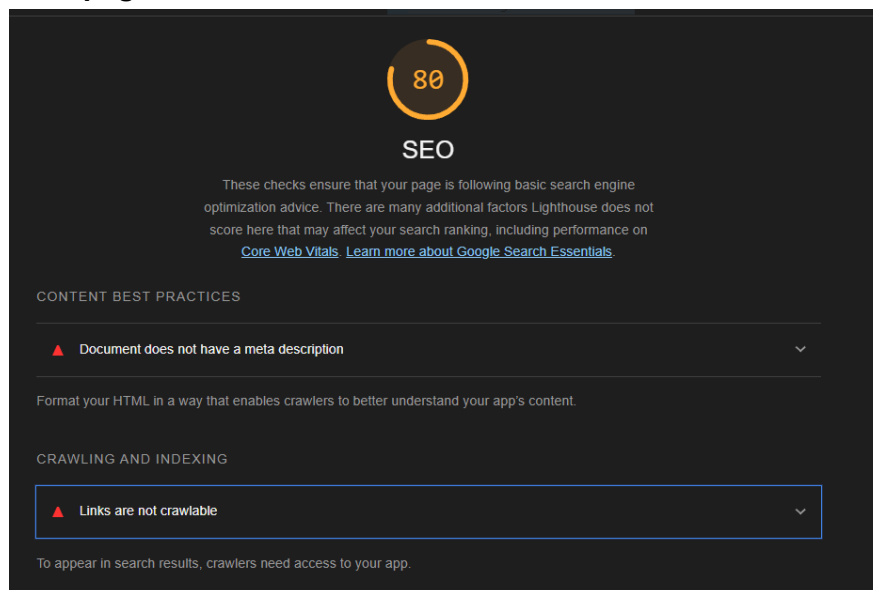 80
SEO
These checks ensure that your page is following basic search engine
optimization advice. There are many additional factors Lighthouse does not
score here that may affect your search ranking, including performance on
Core Web Vitals. Learn more about Google Search Essentials.
CONTENT BEST PRACTICES
Document does not have a meta description
Format your HTML in a way that enables crawlers to better understand your app's content.
CRAWLING AND INDEXING
Links are not crawlable
To appear in search results, crawlers need access to your app.